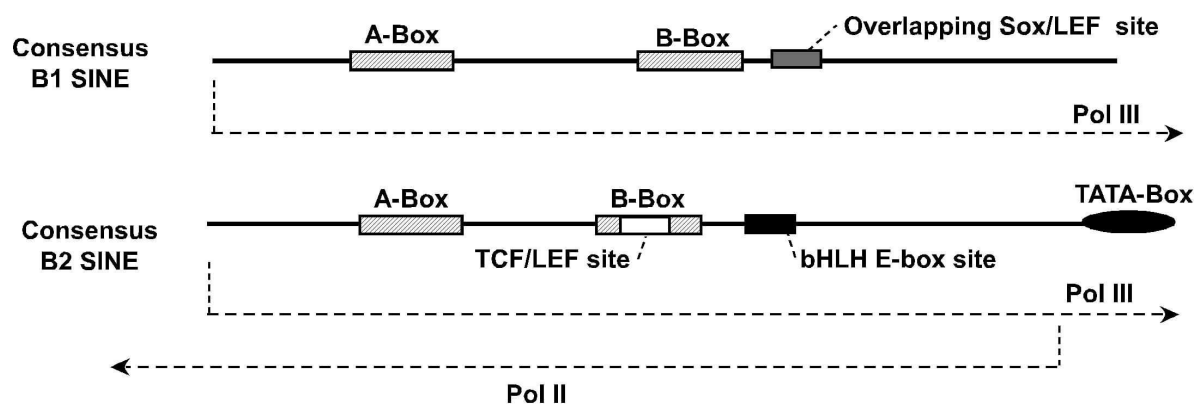 Consensus
B1 SINE
A-Box
B-Box
Overlapping Sox/LEF site
Pol III
Consensus
B2 SINE
A-Box
B-Box
TATA-Box
TCF/LEF site
bHLH E-box site
Pol III
Pol II